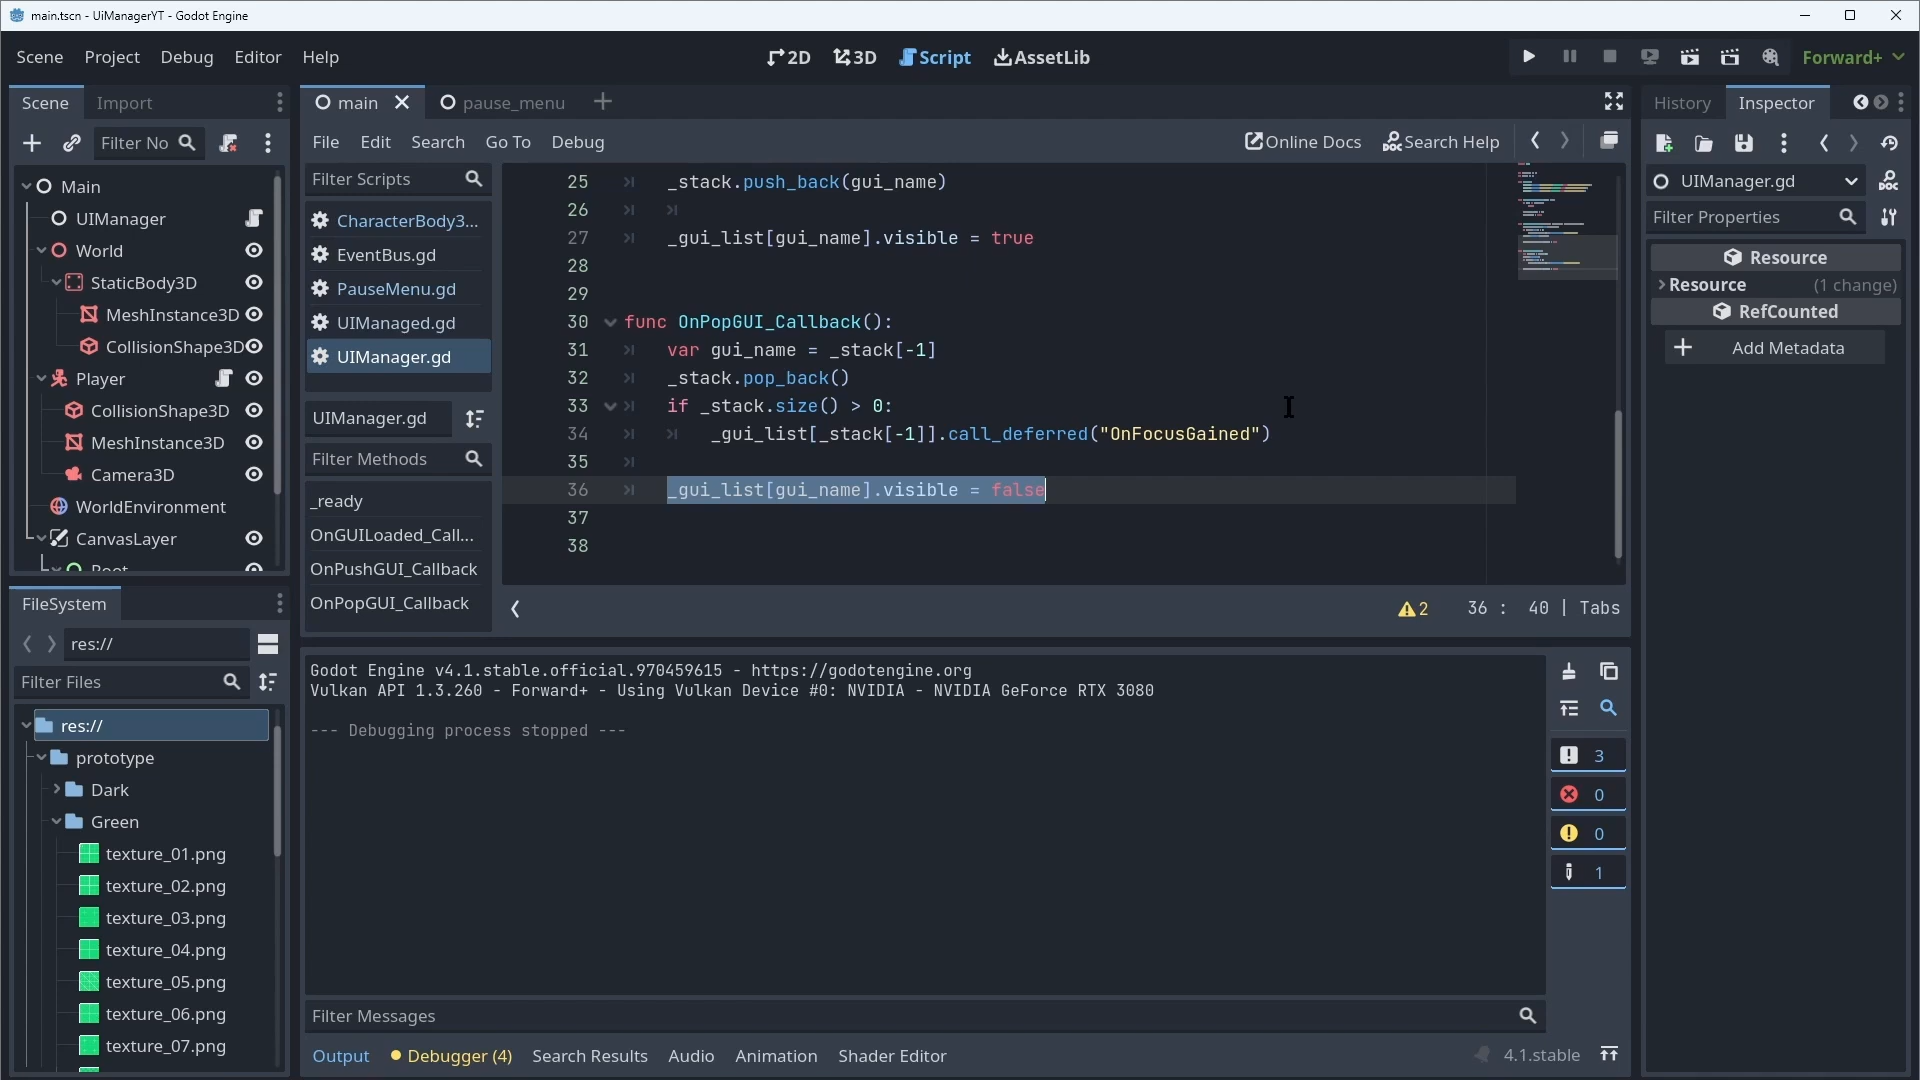 main.tscn - UiManagerYT - Godot Engine
Scene Project Debug Editor Help
2D 3D Script AssetLib
Forward+
Scene Import
Filter No
Main
UIManager
World
StaticBody3D
MeshInstance3D
CollisionShape3D
Player
CollisionShape3D
MeshInstance3D
Camera3D
WorldEnvironment
CanvasLayer
Root
FileSystem
res://
Filter Files
res://
prototype
Dark
Green
texture_01.png
texture_02.png
texture_03.png
texture_04.png
texture_05.png
texture_06.png
texture_07.png
main pause_menu
File Edit Search Go To Debug
Online Docs Search Help
Filter Scripts
CharacterBody3...
EventBus.gd
PauseMenu.gd
UIManaged.gd
UIManager.gd
UIManager.gd
Filter Methods
_ready
OnGUILoaded_Call...
OnPushGUI_Callback
OnPopGUI_Callback
25 _stack.push_back(gui_name)
26
27 _gui_list[gui_name].visible = true
28
29
30 func OnPopGUI_Callback():
31 var gui_name = _stack[-1]
32 _stack.pop_back()
33 if _stack.size() > 0:
34 _gui_list[_stack[-1]].call_deferred("OnFocusGained")
35
36 _gui_list[gui_name].visible = false
37
38
2 36 : 40 | Tabs
Godot Engine v4.1.stable.official.970459615 - https://godotengine.org
Vulkan API 1.3.260 - Forward+ - Using Vulkan Device #0: NVIDIA - NVIDIA GeForce RTX 3080
--- Debugging process stopped ---
3
0
0
1
Filter Messages
Output Debugger (4) Search Results Audio Animation Shader Editor
4.1.stable
History Inspector
UIManager.gd
Filter Properties
Resource
Resource (1 change)
RefCounted
Add Metadata